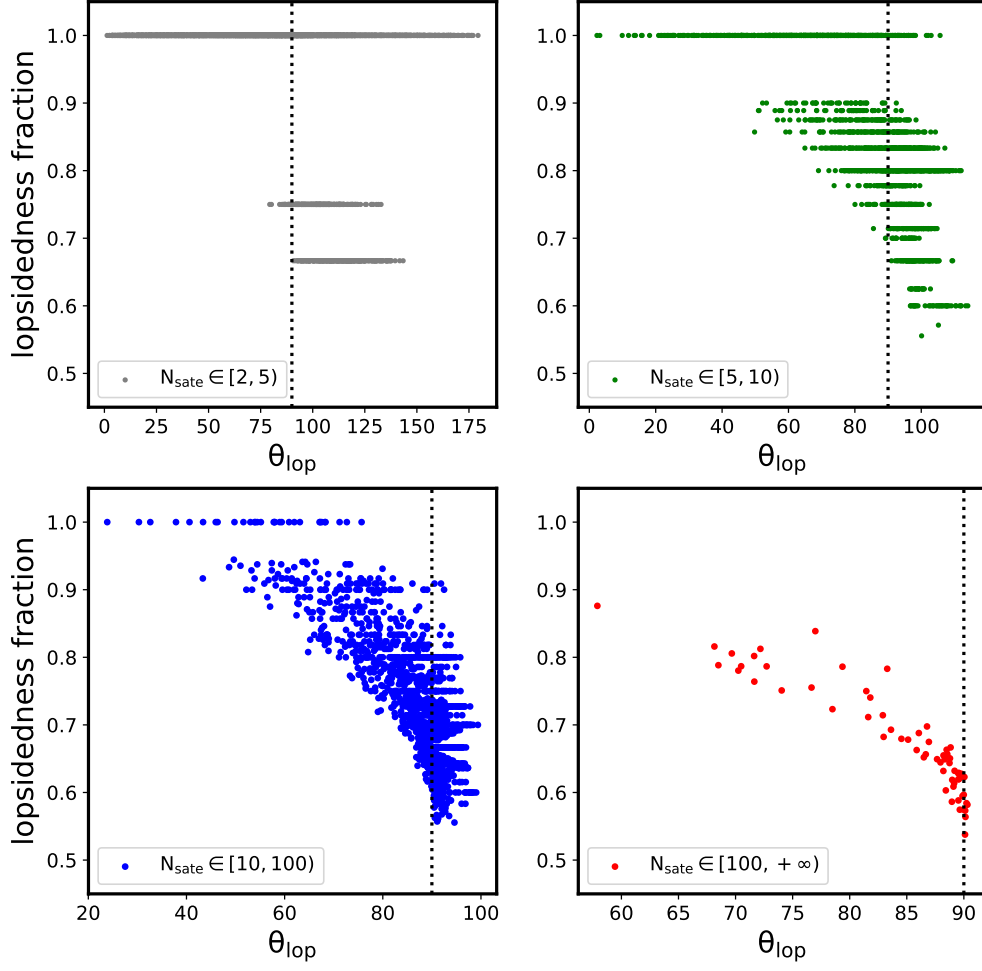 1.0
0.9
0.8
0.7
0.6
0.5
lopsidedness fraction
N_sate ∈ [2, 5)
0 25 50 75 100 125 150 175
θ_lop
1.0
0.9
0.8
0.7
0.6
0.5
N_sate ∈ [5, 10)
0 20 40 60 80 100
θ_lop
1.0
0.9
0.8
0.7
0.6
0.5
lopsidedness fraction
N_sate ∈ [10, 100)
20 40 60 80 100
θ_lop
1.0
0.9
0.8
0.7
0.6
0.5
N_sate ∈ [100, +∞)
60 65 70 75 80 85 90
θ_lop